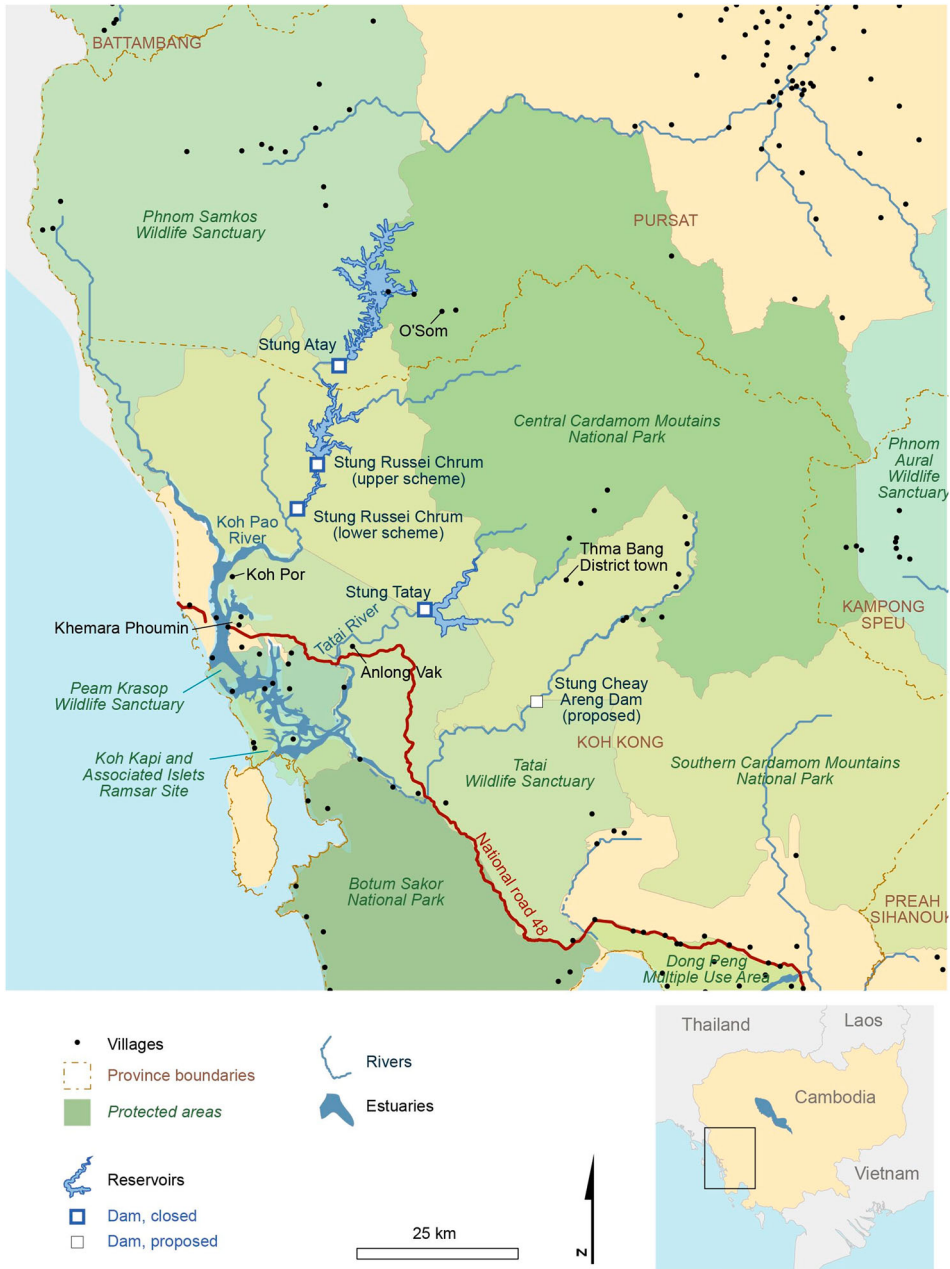 BATTAMBANG
Phnom Samkos
Wildlife Sanctuary
PURSAT
O'Som
Stung Atay
Central Cardamom Moutains
National Park
Phnom
Aural
Wildlife
Sanctuary
Stung Russei Chrum
(upper scheme)
Koh Pao
River
Stung Russei Chrum
(lower scheme)
Thma Bang
District town
Koh Por
Stung Tatay
KAMPONG
SPEU
Khemara Phoumin
Tatai River
Anlong Vak
Peam Krasop
Wildlife Sanctuary
Stung Cheay
Areng Dam
(proposed)
KOH KONG
Koh Kapi and
Associated Islets
Ramsar Site
Tatai
Wildlife Sanctuary
Southern Cardamom Mountains
National Park
National road 48
Botum Sakor
National Park
PREAH
SIHANOUK
Dong Peng
Multiple Use Area
Villages
Province boundaries
Protected areas
Rivers
Estuaries
Reservoirs
Dam, closed
Dam, proposed
25 km
N
Thailand
Laos
Cambodia
Vietnam